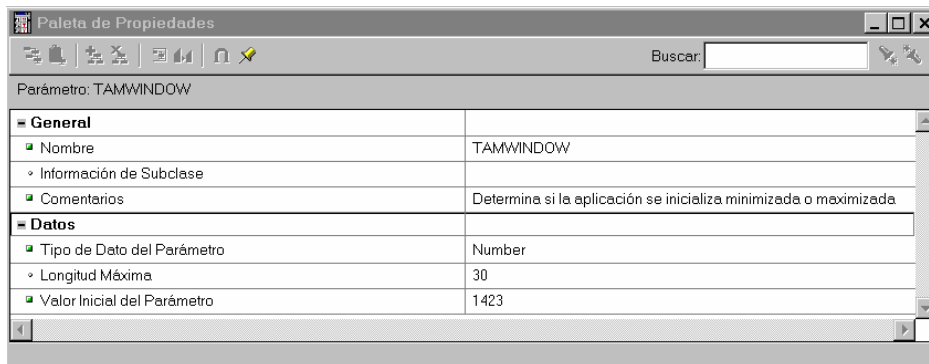 Paleta de Propiedades
Buscar:
Parámetro: TAMWINDOW
General
Nombre TAMWINDOW
Información de Subclase
Comentarios Determina si la aplicación se inicializa minimizada o maximizada
Datos
Tipo de Dato del Parámetro Number
Longitud Máxima 30
Valor Inicial del Parámetro 1423